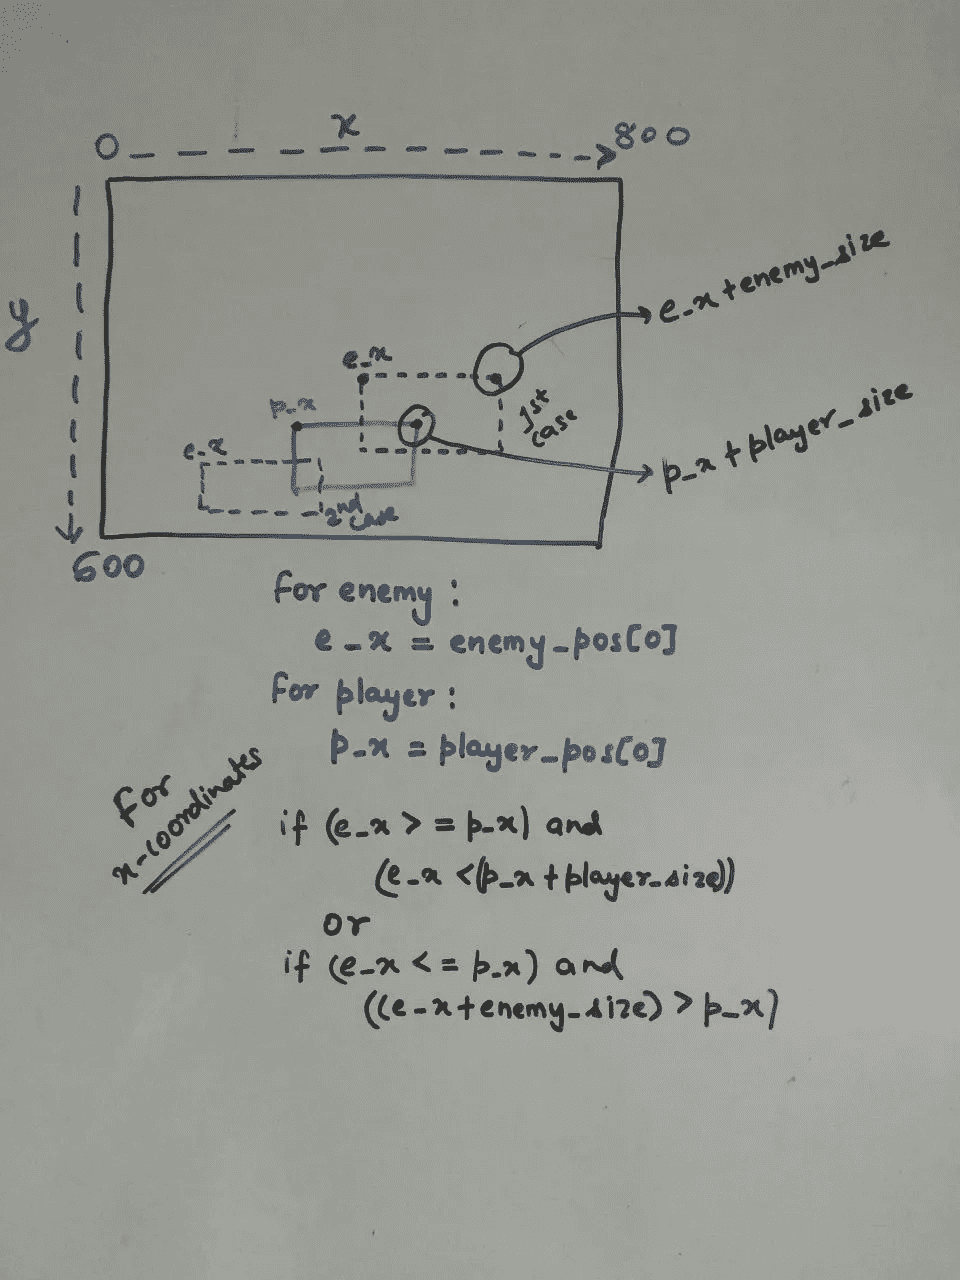 x
0 800
y
e_x + enemy_size
e_x
1st
case
p_x
p_x + player_size
e_x
2nd
case
600
for enemy :
e_x = enemy_pos[0]
for player :
p_x = player_pos[0]
For
x-coordinates
if (e_x >= p_x) and
(e_x <(p_x + player_size))
or
if (e_x <= p_x) and
((e_x + enemy_size) > p_x)